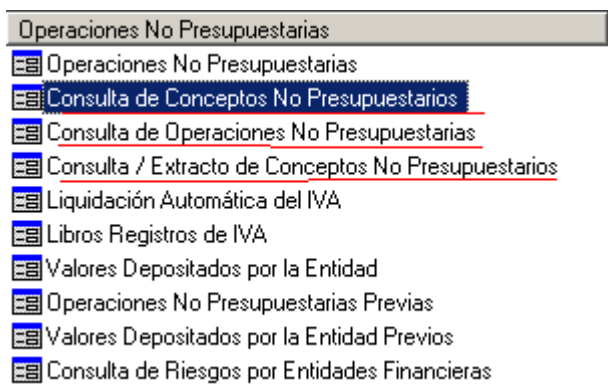 Operaciones No Presupuestarias
Operaciones No Presupuestarias
Consulta de Conceptos No Presupuestarios
Consulta de Operaciones No Presupuestarias
Consulta / Extracto de Conceptos No Presupuestarios
Liquidación Automática del IVA
Libros Registros de IVA
Valores Depositados por la Entidad
Operaciones No Presupuestarias Previas
Valores Depositados por la Entidad Previos
Consulta de Riesgos por Entidades Financieras